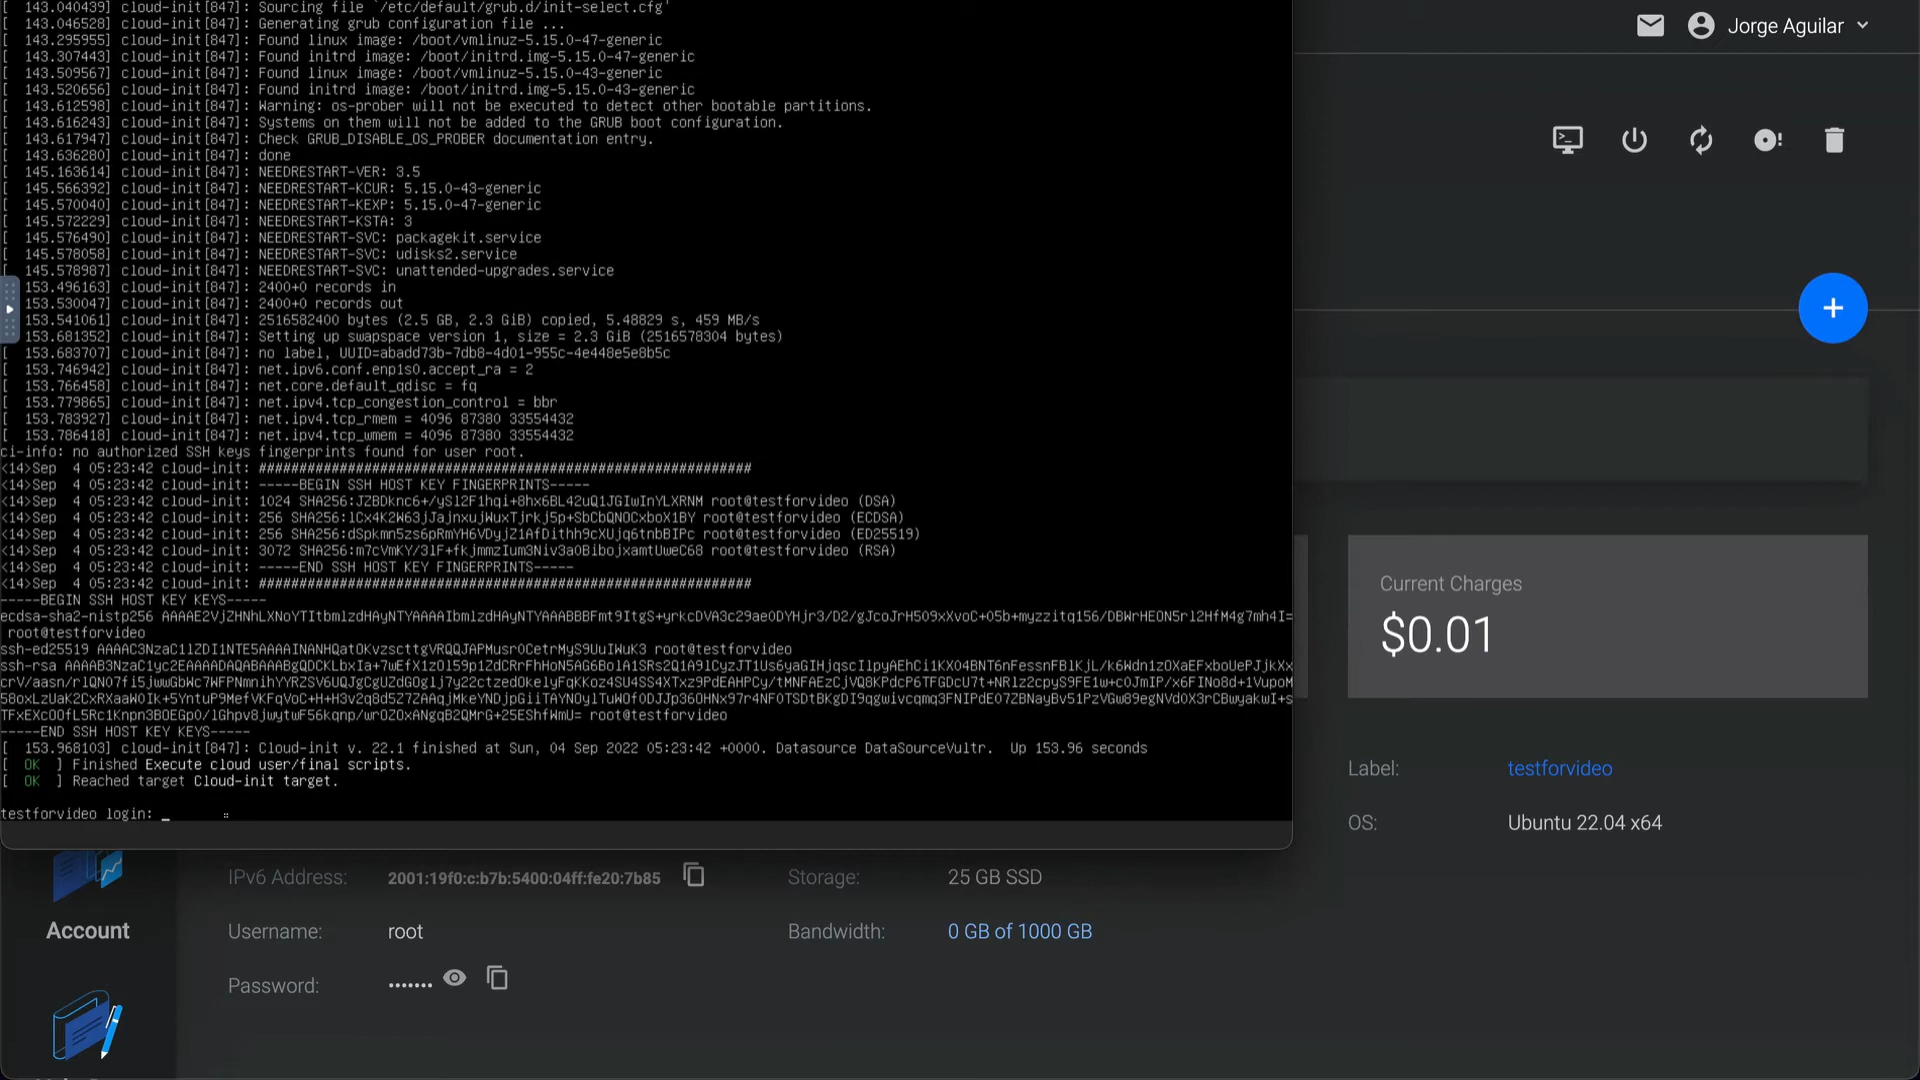 [  143.040439] cloud-init[847]: Sourcing file `/etc/default/grub.d/init-select.cfg'
[  143.046528] cloud-init[847]: Generating grub configuration file ...
[  143.295955] cloud-init[847]: Found linux image: /boot/vmlinuz-5.15.0-47-generic
[  143.307443] cloud-init[847]: Found initrd image: /boot/initrd.img-5.15.0-47-generic
[  143.509567] cloud-init[847]: Found linux image: /boot/vmlinuz-5.15.0-43-generic
[  143.520656] cloud-init[847]: Found initrd image: /boot/initrd.img-5.15.0-43-generic
[  143.612598] cloud-init[847]: Warning: os-prober will not be executed to detect other bootable partitions.
[  143.616243] cloud-init[847]: Systems on them will not be added to the GRUB boot configuration.
[  143.617947] cloud-init[847]: Check GRUB_DISABLE_OS_PROBER documentation entry.
[  143.636280] cloud-init[847]: done
[  145.163614] cloud-init[847]: NEEDRESTART-VER: 3.5
[  145.566392] cloud-init[847]: NEEDRESTART-KCUR: 5.15.0-43-generic
[  145.570040] cloud-init[847]: NEEDRESTART-KEXP: 5.15.0-47-generic
[  145.572229] cloud-init[847]: NEEDRESTART-KSTA: 3
[  145.576490] cloud-init[847]: NEEDRESTART-SVC: packagekit.service
[  145.578058] cloud-init[847]: NEEDRESTART-SVC: udisks2.service
[  145.578987] cloud-init[847]: NEEDRESTART-SVC: unattended-upgrades.service
153.496163] cloud-init[847]: 2400+0 records in
153.530047] cloud-init[847]: 2400+0 records out
153.541061] cloud-init[847]: 2516582400 bytes (2.5 GB, 2.3 GiB) copied, 5.48829 s, 459 MB/s
153.681352] cloud-init[847]: Setting up swapspace version 1, size = 2.3 GiB (2516578304 bytes)
[  153.683707] cloud-init[847]: no label, UUID=abadd73b-7db8-4d01-955c-4e448e5e8b5c
[  153.746942] cloud-init[847]: net.ipv6.conf.enp1s0.accept_ra = 2
[  153.766458] cloud-init[847]: net.core.default_qdisc = fq
[  153.779865] cloud-init[847]: net.ipv4.tcp_congestion_control = bbr
[  153.783927] cloud-init[847]: net.ipv4.tcp_rmem = 4096 87380 33554432
[  153.786418] cloud-init[847]: net.ipv4.tcp_wmem = 4096 87380 33554432
ci-info: no authorized SSH keys fingerprints found for user root.
<14>Sep  4 05:23:42 cloud-init: #############################################################
<14>Sep  4 05:23:42 cloud-init: -----BEGIN SSH HOST KEY FINGERPRINTS-----
<14>Sep  4 05:23:42 cloud-init: 1024 SHA256:JZBDknc6+/ySl2F1hqi+8hx6BL42uQ1JGIwInYLXRNM root@testforvideo (DSA)
<14>Sep  4 05:23:42 cloud-init: 256 SHA256:lCx4K2W63jJajnxujWuxTjrkj5p+SbCbQNOCxboX1BY root@testforvideo (ECDSA)
<14>Sep  4 05:23:42 cloud-init: 256 SHA256:dSpkmn5zs6pRmYH6VDyjZ1AfDithh9cXUjq6tnbBIPc root@testforvideo (ED25519)
<14>Sep  4 05:23:42 cloud-init: 3072 SHA256:m7cVmKY/3lF+fkjmmzIum3Niv3aOBibojxamtUweC68 root@testforvideo (RSA)
<14>Sep  4 05:23:42 cloud-init: -----END SSH HOST KEY FINGERPRINTS-----
<14>Sep  4 05:23:42 cloud-init: #############################################################
-----BEGIN SSH HOST KEY KEYS-----
ecdsa-sha2-nistp256
root@testforvideo
ssh-ed25519 root@testforvideo
ssh-rsa
root@testforvideo
-----END SSH HOST KEY KEYS-----
[  153.968103] cloud-init[847]: Cloud-init v. 22.1 finished at Sun, 04 Sep 2022 05:23:42 +0000. Datasource DataSourceVultr.  Up 153.96 seconds
[  OK  ] Finished Execute cloud user/final scripts.
[  OK  ] Reached target Cloud-init target.
testforvideo login: _
Jorge Aguilar
Current Charges
$0.01
Label: testforvideo
OS: Ubuntu 22.04 x64
IPv6 Address: 2001:19f0:c:b7b:5400:04ff:fe20:7b85
Storage: 25 GB SSD
Account
Username: root
Bandwidth: 0 GB of 1000 GB
Password: •••••••